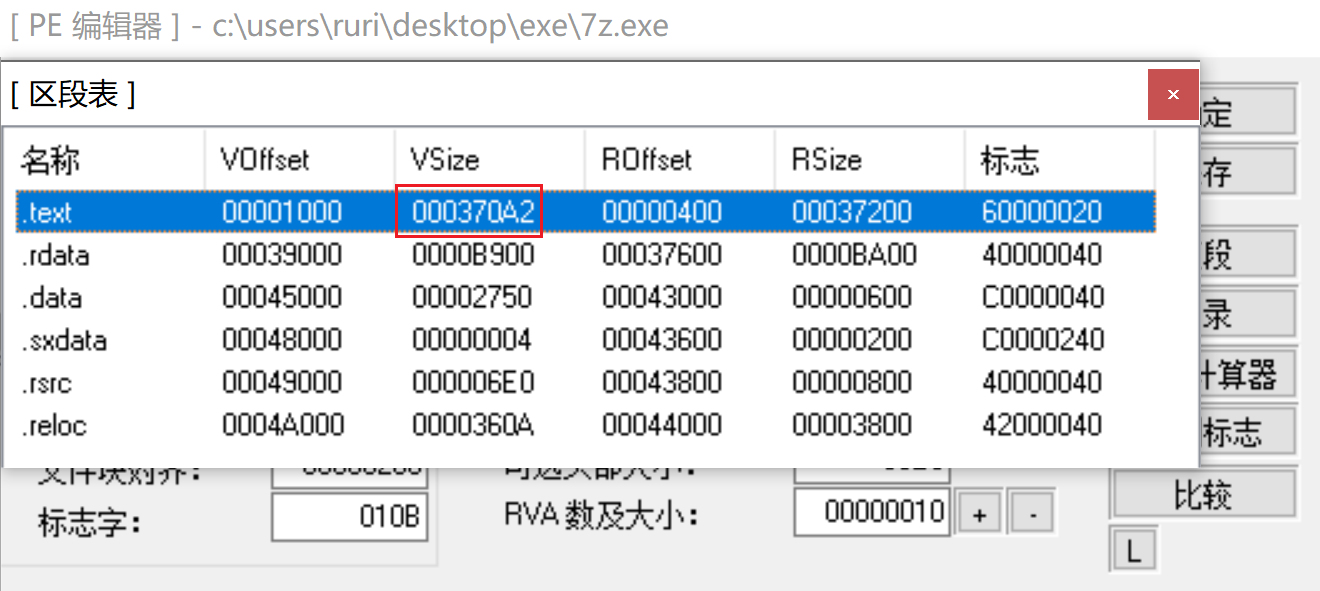 [ PE 编辑器 ] - c:\users\ruri\desktop\exe\7z.exe
[ 区段表 ]
名称 VOffset VSize ROffset RSize 标志
.text 00001000 000370A2 00000400 00037200 60000020
.rdata 00039000 0000B900 00037600 0000BA00 40000040
.data 00045000 00002750 00043000 00000600 C0000040
.sxdata 00048000 00000004 00043600 00000200 C0000240
.rsrc 00049000 000006E0 00043800 00000800 40000040
.reloc 0004A000 0000360A 00044000 00003800 42000040
定
存
段
录
计算器
标志
比较
L
标志字: 010B RVA 数及大小: 00000010 + -